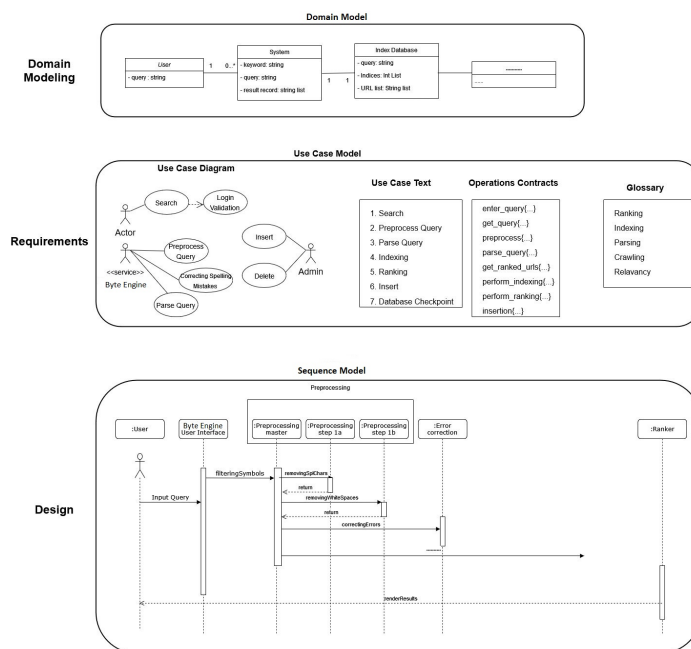 Domain Model
Domain
Modeling
User
- query : string
1
0...*
System
- keyword: string
- query: string
- result record: string list
1
1
Index Database
- query: string
- Indices: Int List
- URL list: String list
----------
.....
Use Case Model
Requirements
Use Case Diagram
Search
Login
Validation
Actor
Preprocess
Query
<<service>>
Byte Engine
Correcting Spelling
Mistakes
Parse Query
Insert
Delete
Admin
Use Case Text
1. Search
2. Preprocess Query
3. Parse Query
4. Indexing
5. Ranking
6. Insert
7. Database Checkpoint
Operations Contracts
enter_query{...}
get_query{...}
preprocess{...}
parse_query{...}
get_ranked_urls{...}
perform_indexing{...}
perform_ranking{...}
insertion{...}
Glossary
Ranking
Indexing
Parsing
Crawling
Relavancy
Sequence Model
Design
Preprocessing
:User
Byte Engine
User Interface
:Preprocessing
master
:Preprocessing
step 1a
:Preprocessing
step 1b
:Error
correction
:Ranker
filteringSymbols
removingSplChars
return
Input Query
removingWhiteSpaces
return
correctingErrors
----------
:renderResults